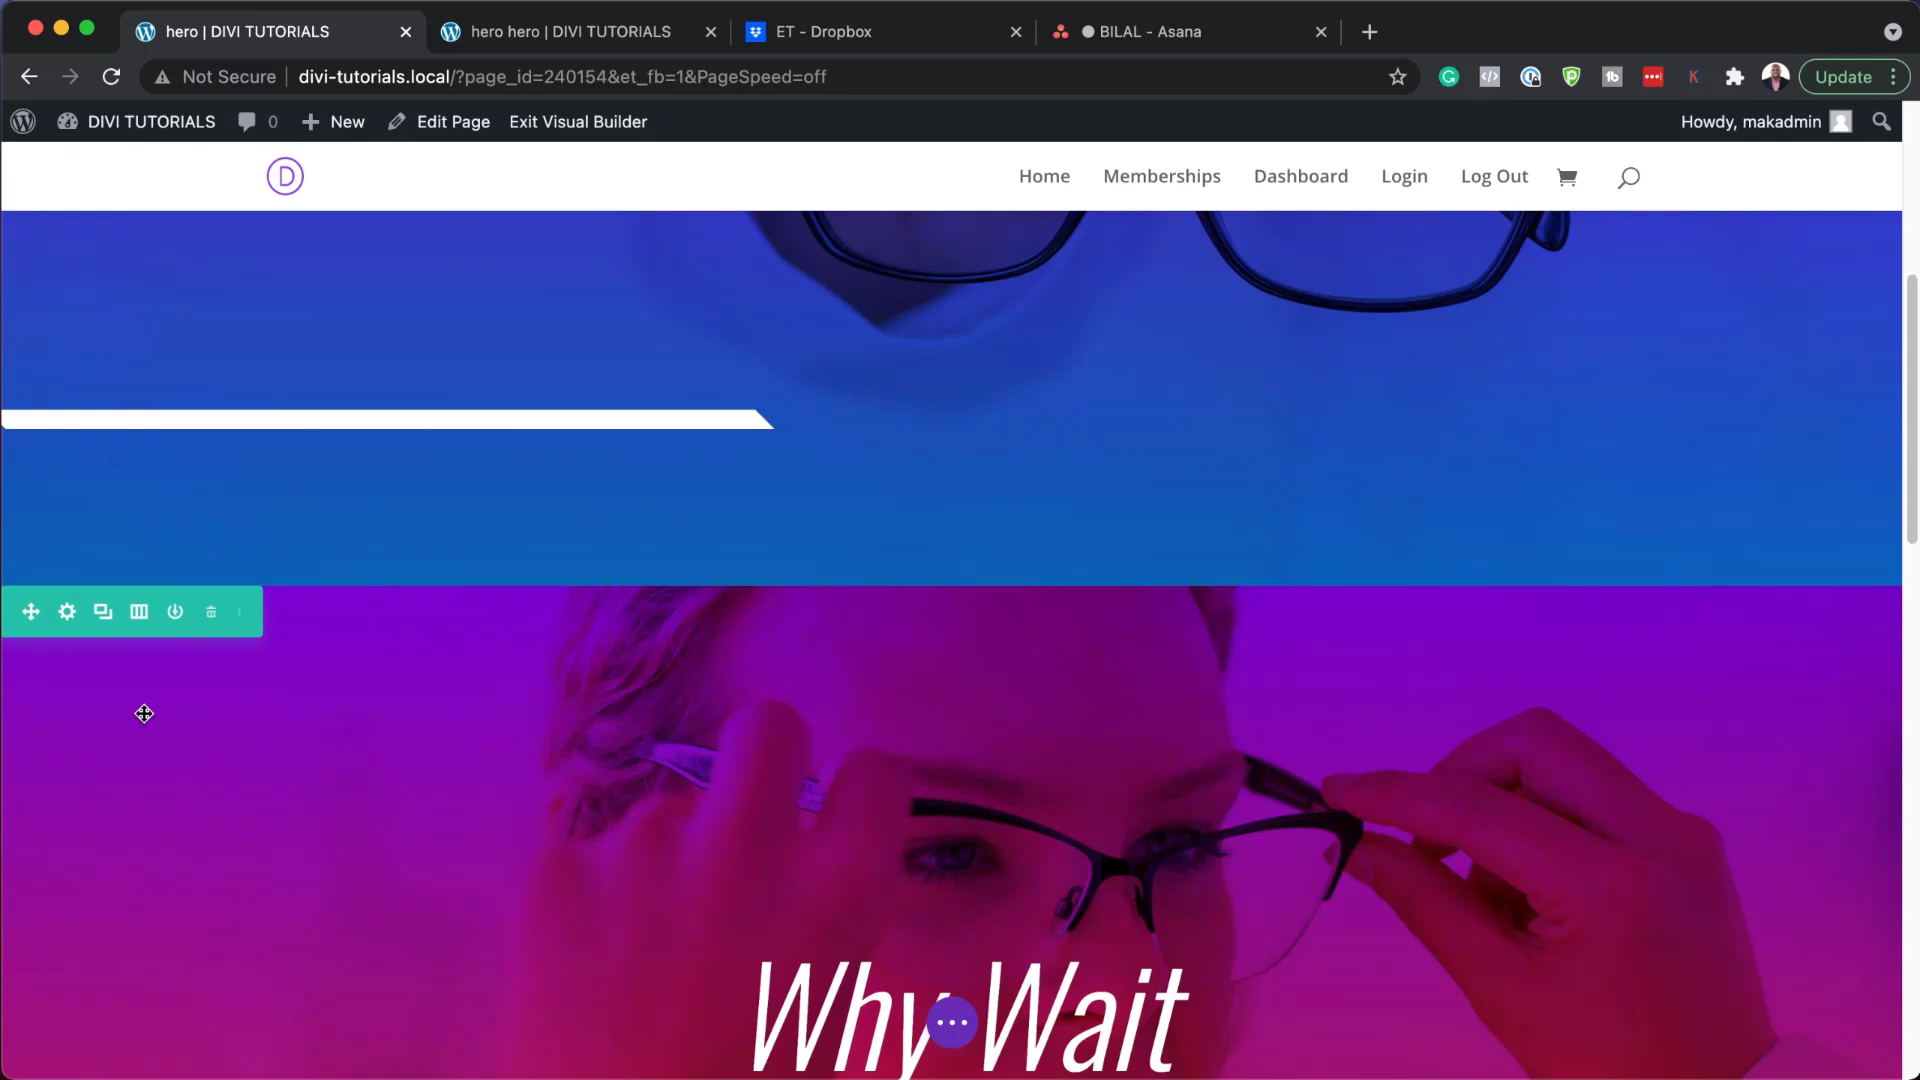 hero | DIVI TUTORIALS
hero hero | DIVI TUTORIALS
ET - Dropbox
BILAL - Asana
Not Secure
divi-tutorials.local/?page_id=240154&et_fb=1&PageSpeed=off
Update
DIVI TUTORIALS
0
New
Edit Page
Exit Visual Builder
Howdy, makadmin
D
Home
Memberships
Dashboard
Login
Log Out
Why Wait